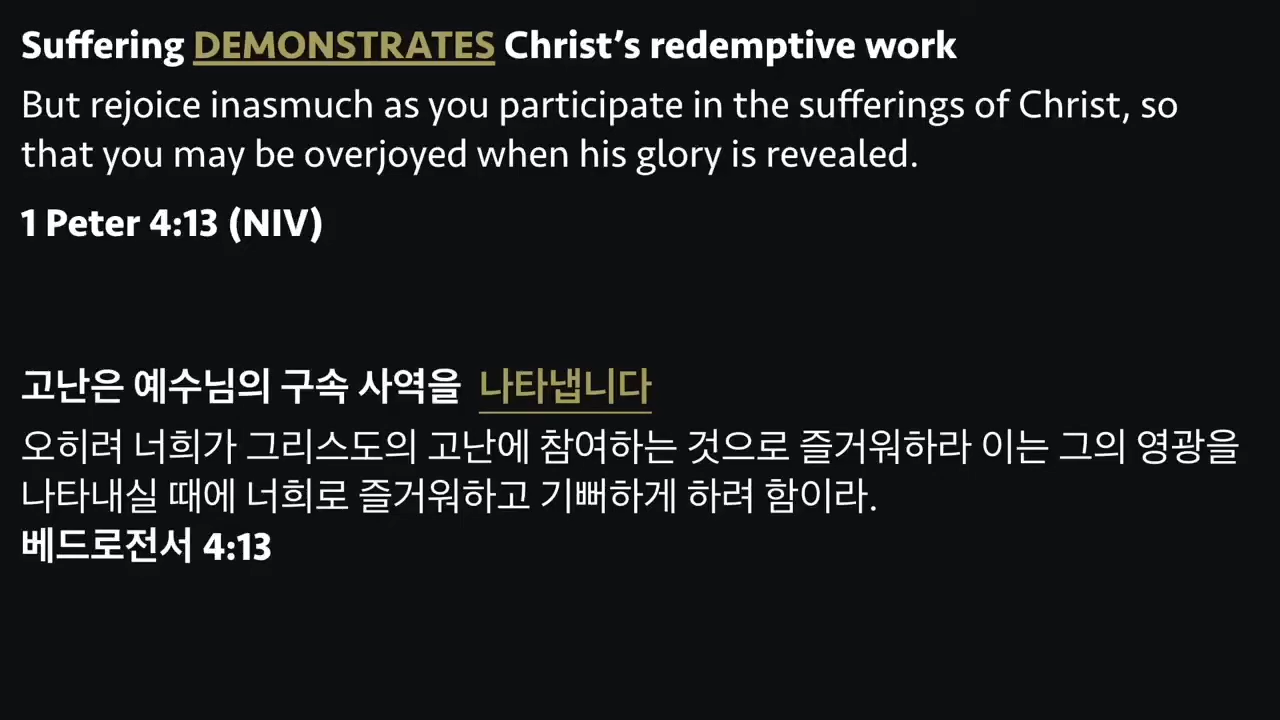 Suffering DEMONSTRATES Christ’s redemptive work
But rejoice inasmuch as you participate in the sufferings of Christ, so
that you may be overjoyed when his glory is revealed.
1 Peter 4:13 (NIV)
고난은 예수님의 구속 사역을 나타냅니다
오히려 너희가 그리스도의 고난에 참여하는 것으로 즐거워하라 이는 그의 영광을
나타내실 때에 너희로 즐거워하고 기뻐하게 하려 함이라.
베드로전서 4:13